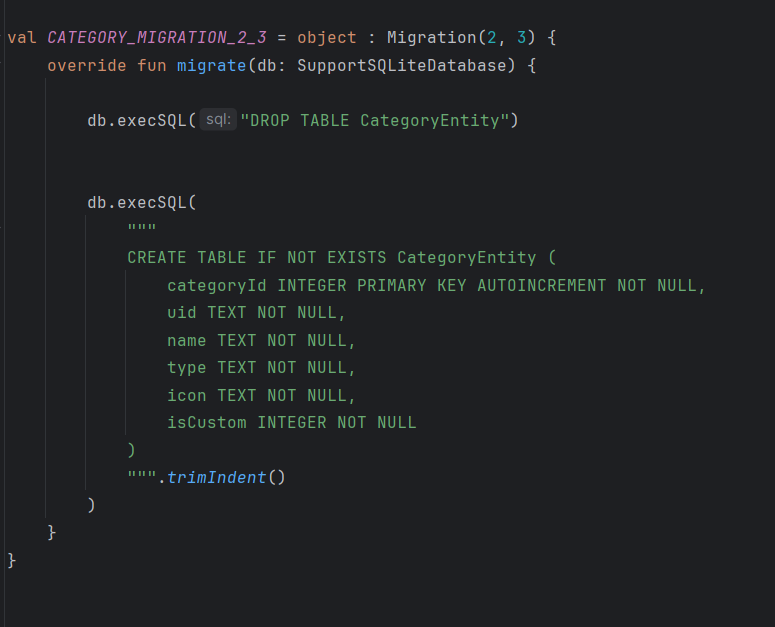 val CATEGORY_MIGRATION_2_3 = object : Migration(2, 3) {
override fun migrate(db: SupportSQLiteDatabase) {
db.execSQL( sql: "DROP TABLE CategoryEntity")
db.execSQL(
"""
CREATE TABLE IF NOT EXISTS CategoryEntity (
categoryId INTEGER PRIMARY KEY AUTOINCREMENT NOT NULL,
uid TEXT NOT NULL,
name TEXT NOT NULL,
type TEXT NOT NULL,
icon TEXT NOT NULL,
isCustom INTEGER NOT NULL
)
""".trimIndent()
)
}
}